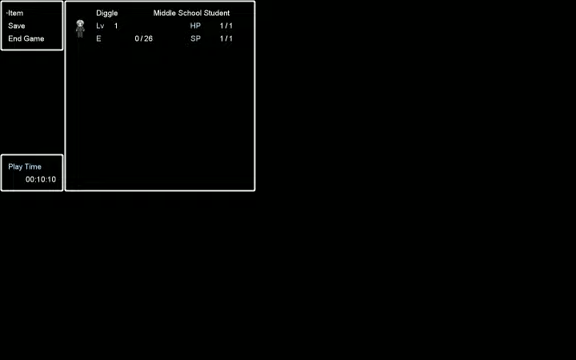 -Item
Save
End Game
Diggle Middle School Student
Lv 1 HP 1/1
E 0/26 SP 1/1
Play Time
00:10:10